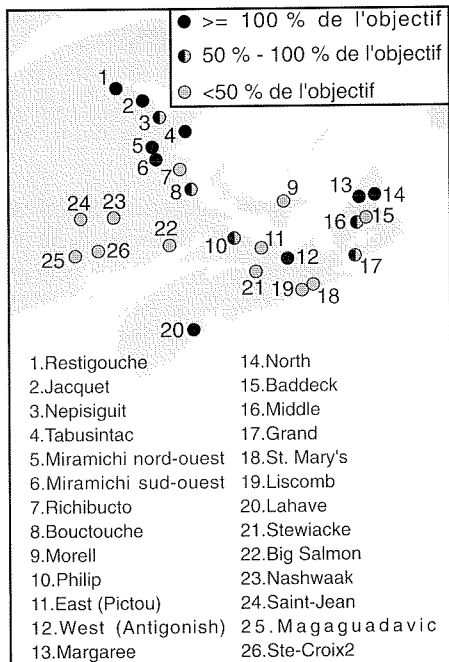 >= 100 % de l'objectif
50 % - 100 % de l'objectif
<50 % de l'objectif
1
2
3
4
5
6
7
8
24
23
22
25
26
9
13
14
15
16
10
11
12
17
21
19
18
20
1.Restigouche
2.Jacquet
3.Nepisiguit
4.Tabusintac
5.Miramichi nord-ouest
6.Miramichi sud-ouest
7.Richibucto
8.Bouctouche
9.Morell
10.Philip
11.East (Pictou)
12.West (Antigonish)
13.Margaree
14.North
15.Baddeck
16.Middle
17.Grand
18.St. Mary's
19.Liscomb
20.Lahave
21.Stewiacke
22.Big Salmon
23.Nashwaak
24.Saint-Jean
25.Magaguadavic
26.Ste-Croix2